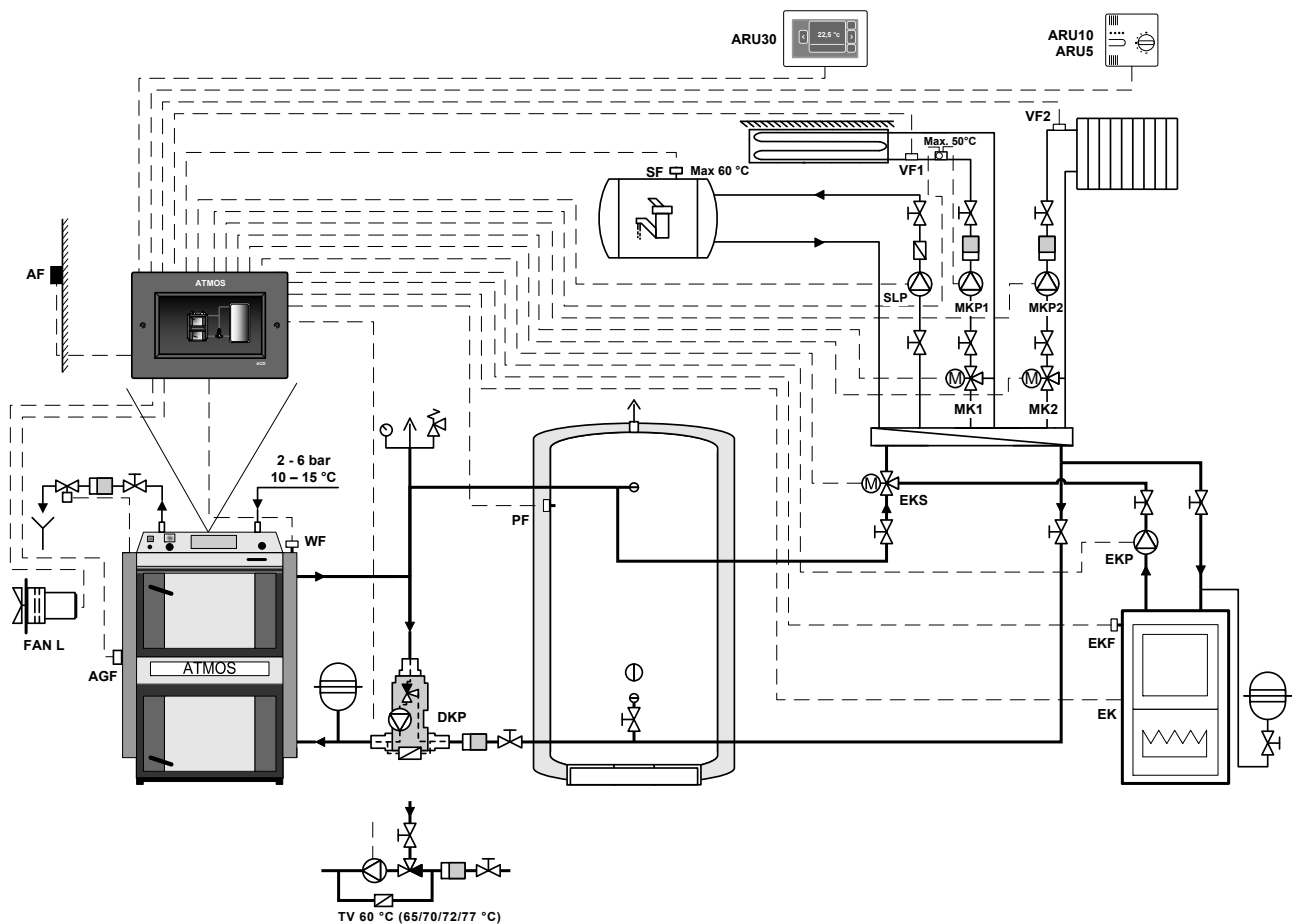 ARU30
22,5 °c
ARU10
ARU5
VF2
Max. 50°C
VF1
SF
Max 60 °C
AF
ATMOS
ACD
SLP
MKP1
MKP2
M
M
MK1
MK2
2 - 6 bar
10 – 15 °C
M
EKS
PF
WF
EKP
FAN L
AGF
ATMOS
EKF
DKP
EK
TV 60 °C (65/70/72/77 °C)